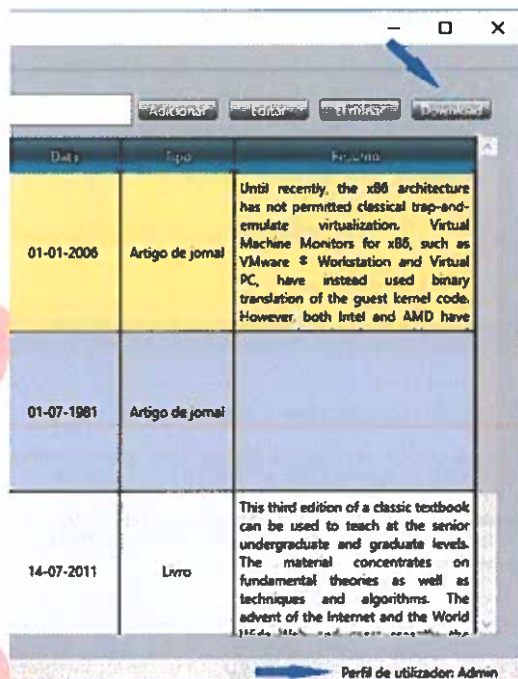 Adicionar Editar Eliminar Download
Data Tipo Resumo
Until recently, the x86 architecture
has not permitted classical trap-and-
emulate virtualization. Virtual
Machine Monitors for x86, such as
01-01-2006 Artigo de jornal VMware ® Workstation and Virtual
PC, have instead used binary
translation of the guest kernel code.
However, both Intel and AMD have
01-07-1981 Artigo de jornal
This third edition of a classic textbook
can be used to teach at the senior
undergraduate and graduate levels.
The material concentrates on
14-07-2011 Livro fundamental theories as well as
techniques and algorithms. The
advent of the Internet and the World
Wide Web and the
Perfil de utilizador: Admin